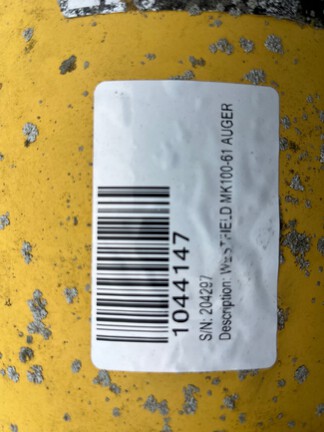 1044147
S/N: 204297
Description: WESTFIELD MK100-61 AUGER